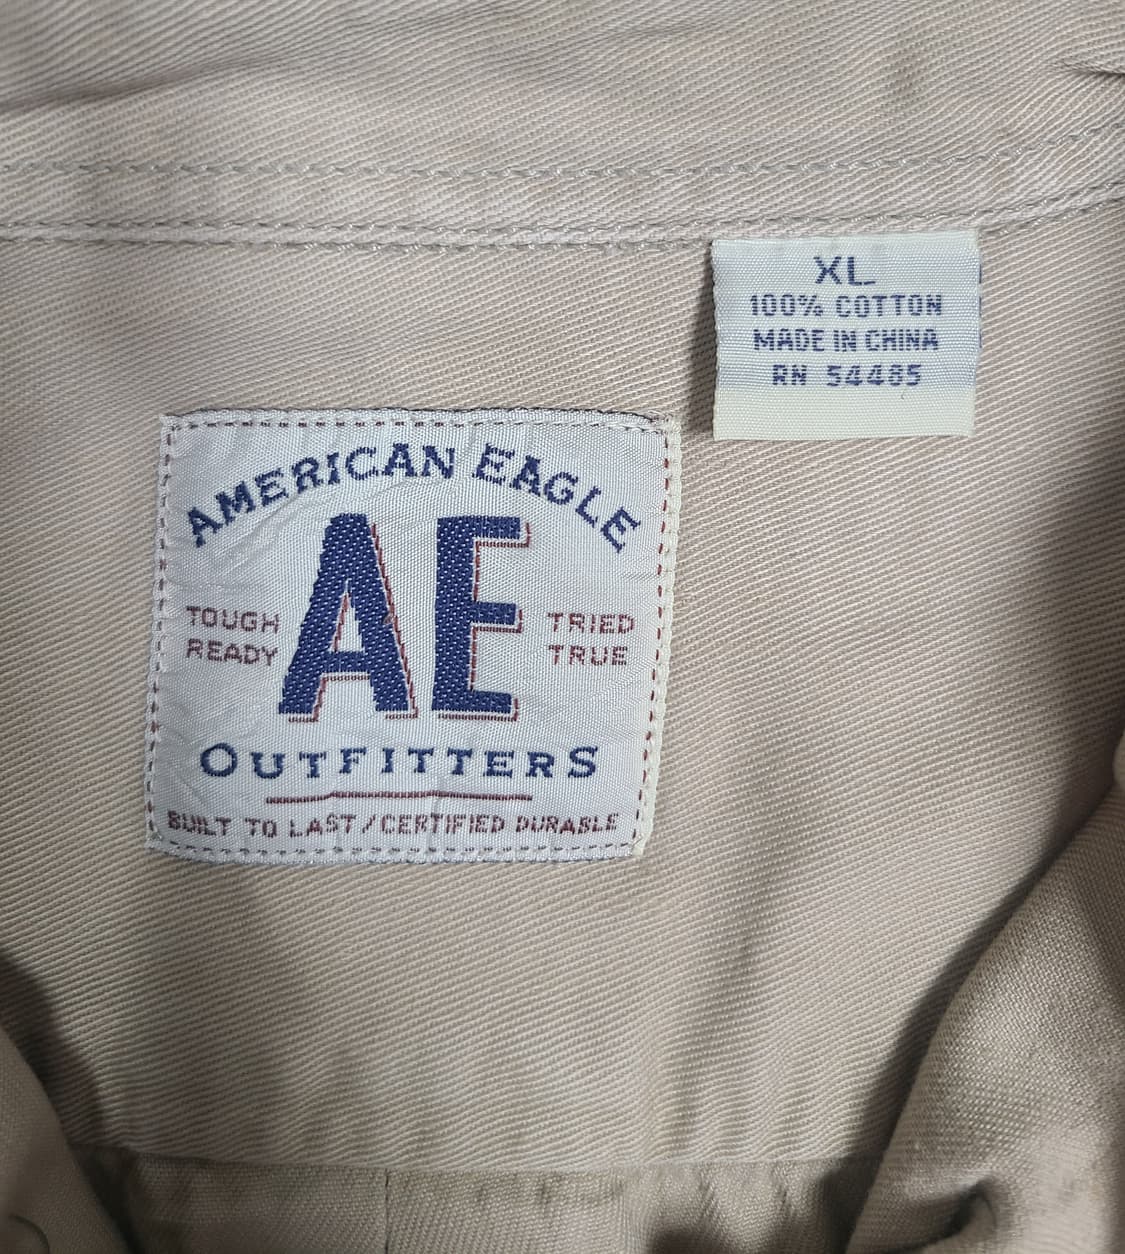 XL
100% COTTON
MADE IN CHINA
RN 54485
AMERICAN EAGLE
AE
TOUGH
READY
TRIED
TRUE
OUTFITTERS
BUILT TO LAST/CERTIFIED DURABLE